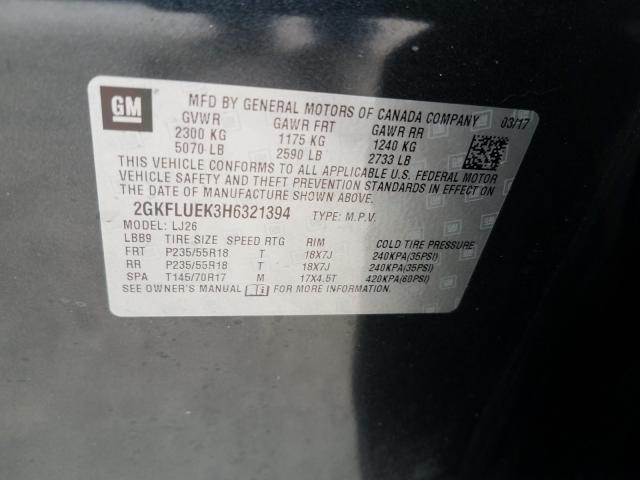 GM
MFD BY GENERAL MOTORS OF CANADA COMPANY 03/17
GVWR GAWR FRT GAWR RR
2300 KG 1175 KG 1240 KG
5070 LB 2590 LB 2733 LB
THIS VEHICLE CONFORMS TO ALL APPLICABLE U.S. FEDERAL MOTOR
VEHICLE SAFETY AND THEFT PREVENTION STANDARDS IN EFFECT ON
THE DATE OF MANUFACTURE SHOWN ABOVE.
2GKFLUEK3H6321394 TYPE: M.P.V.
MODEL: LJ26
LBB9 TIRE SIZE SPEED RTG RIM COLD TIRE PRESSURE
FRT P235/55R18 T 18X7J 240KPA(35PSI)
RR P235/55R18 T 18X7J 240KPA(35PSI)
SPA T145/70R17 M 17X4.5T 420KPA(60PSI)
SEE OWNER'S MANUAL i FOR MORE INFORMATION